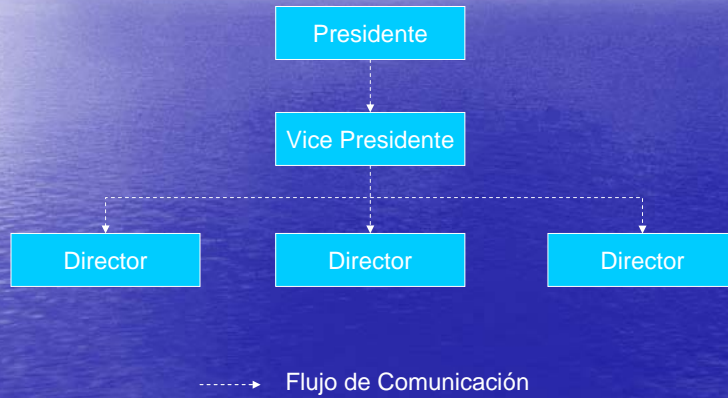 Presidente
Vice Presidente
Director
Director
Director
Flujo de Comunicación